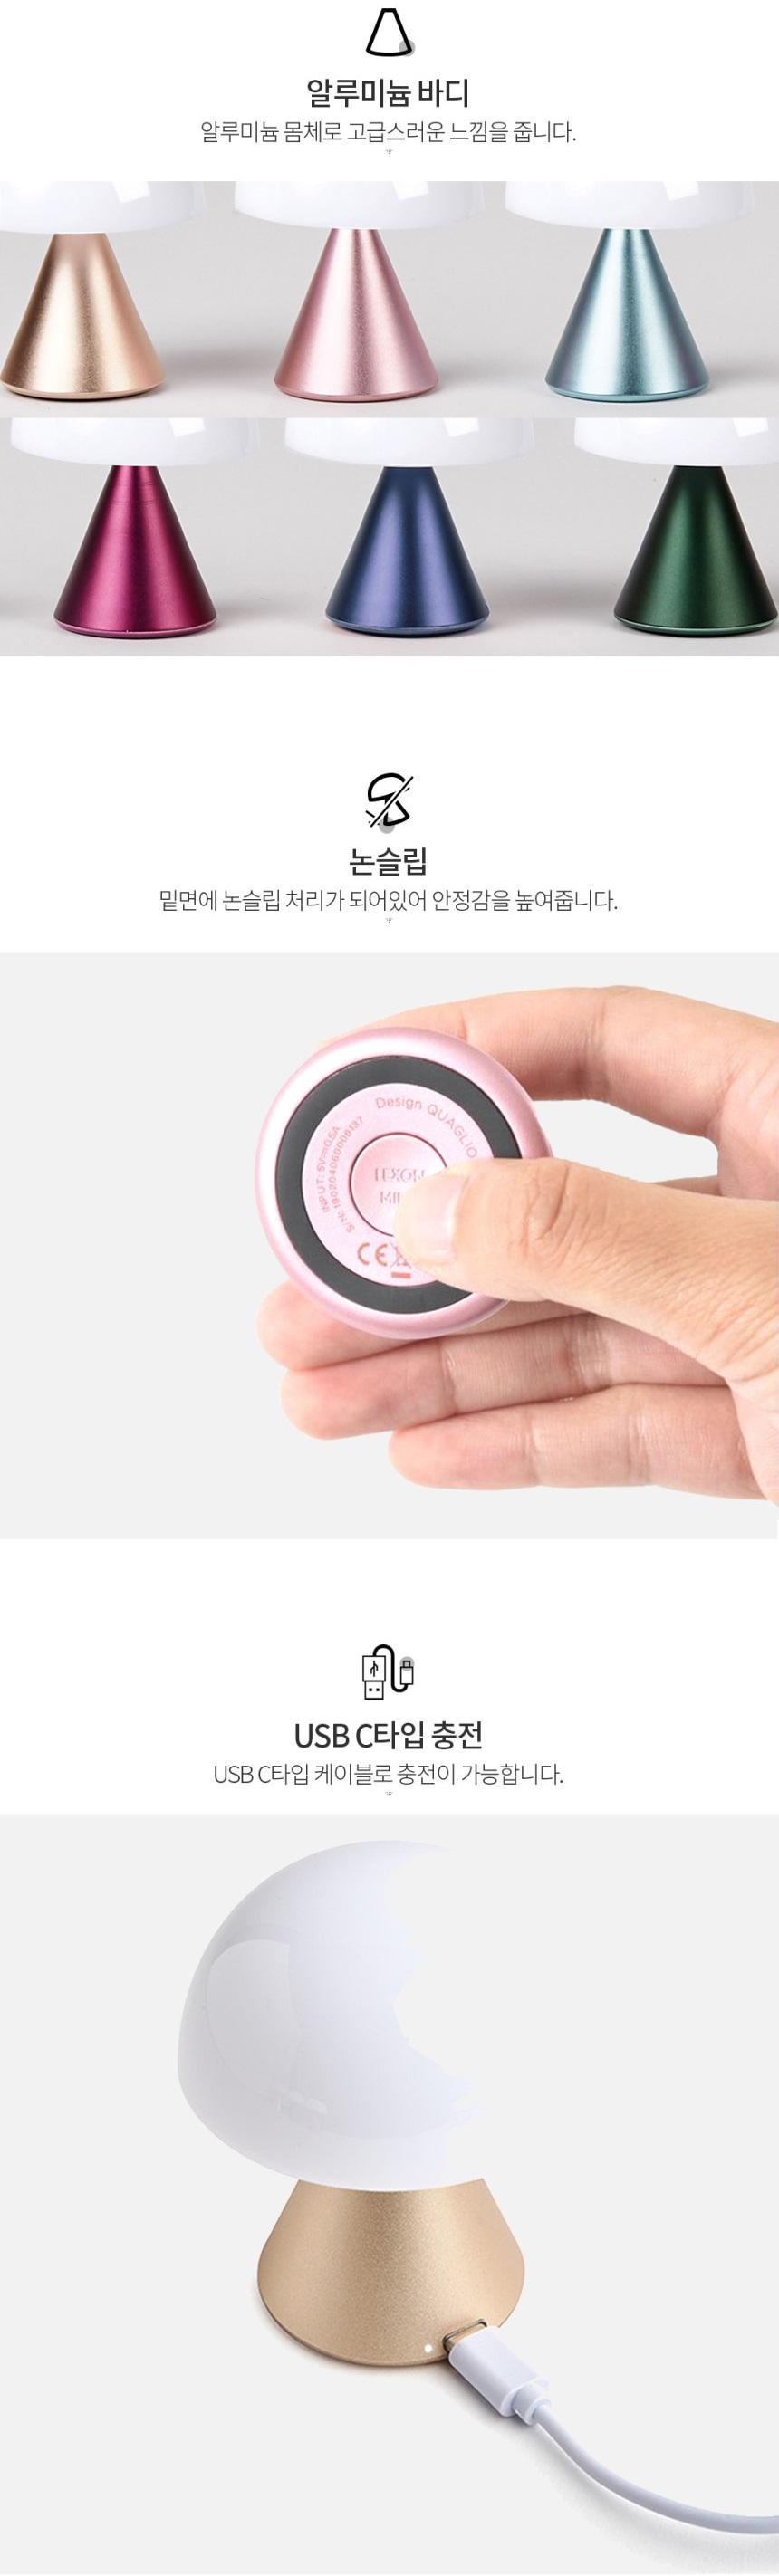 알루미늄 바디
알루미늄 몸체로 고급스러운 느낌을 줍니다.
논슬립
밑면에 논슬립 처리가 되어있어 안정감을 높여줍니다.
Design QUAGLIO
INPUT: 5V⎓0.5A
LEXON
CE
USB C타입 충전
USB C타입 케이블로 충전이 가능합니다.